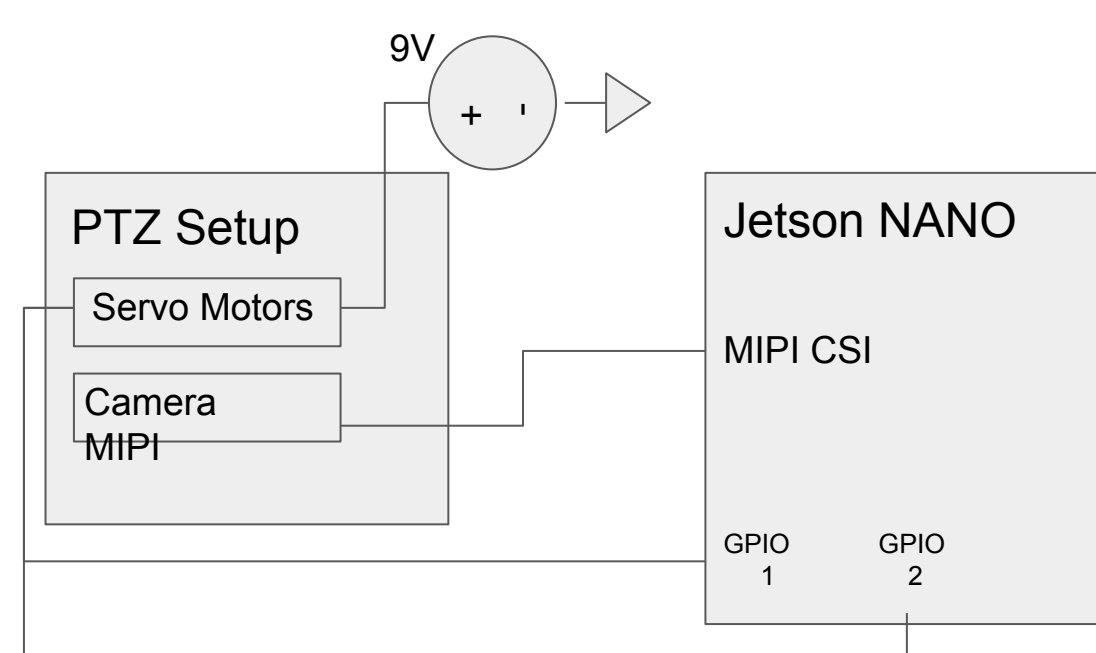 9V
+ -
PTZ Setup
Jetson NANO
Servo Motors
MIPI CSI
Camera
MIPI
GPIO
1
GPIO
2